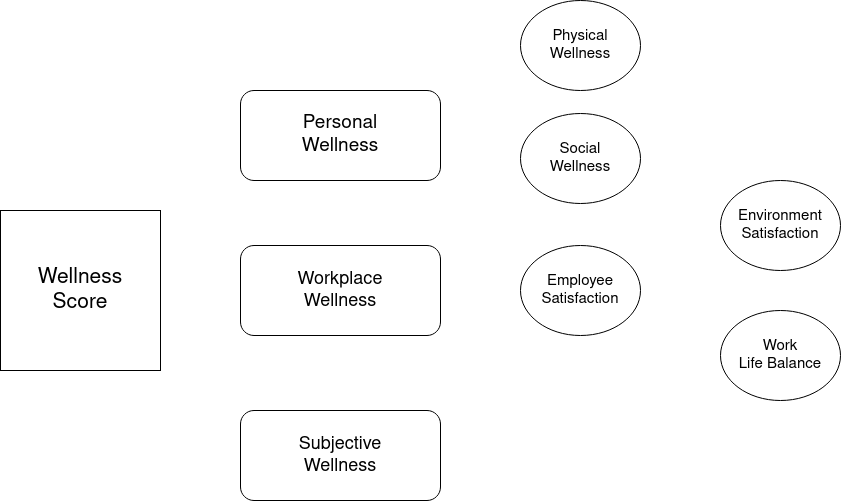 Physical
Wellness
Personal
Wellness
Social
Wellness
Environment
Satisfaction
Wellness
Score
Workplace
Wellness
Employee
Satisfaction
Work
Life Balance
Subjective
Wellness